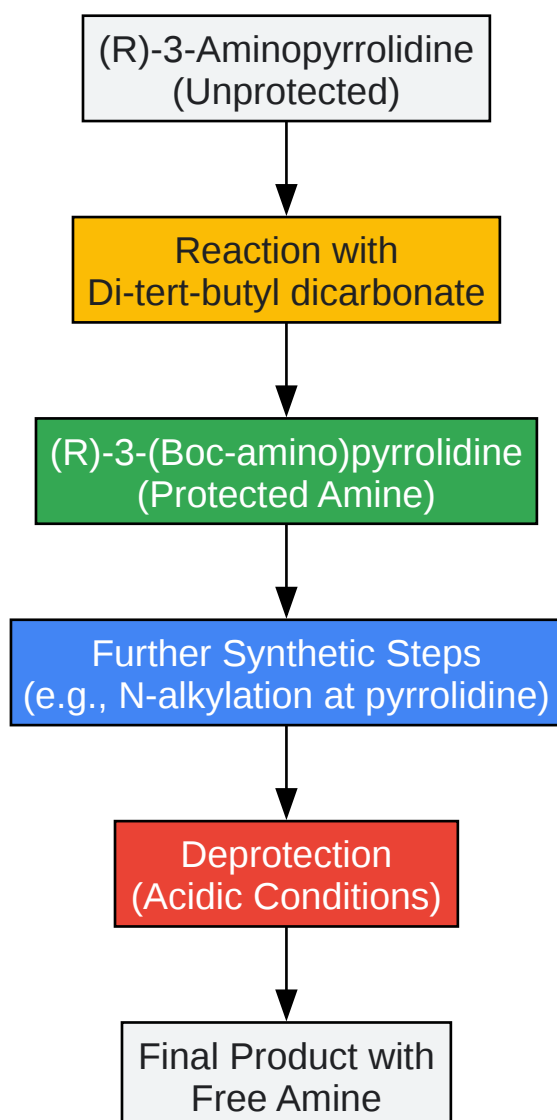 (R)-3-Aminopyrrolidine
(Unprotected)
Reaction with
Di-tert-butyl dicarbonate
(R)-3-(Boc-amino)pyrrolidine
(Protected Amine)
Further Synthetic Steps
(e.g., N-alkylation at pyrrolidine)
Deprotection
(Acidic Conditions)
Final Product with
Free Amine